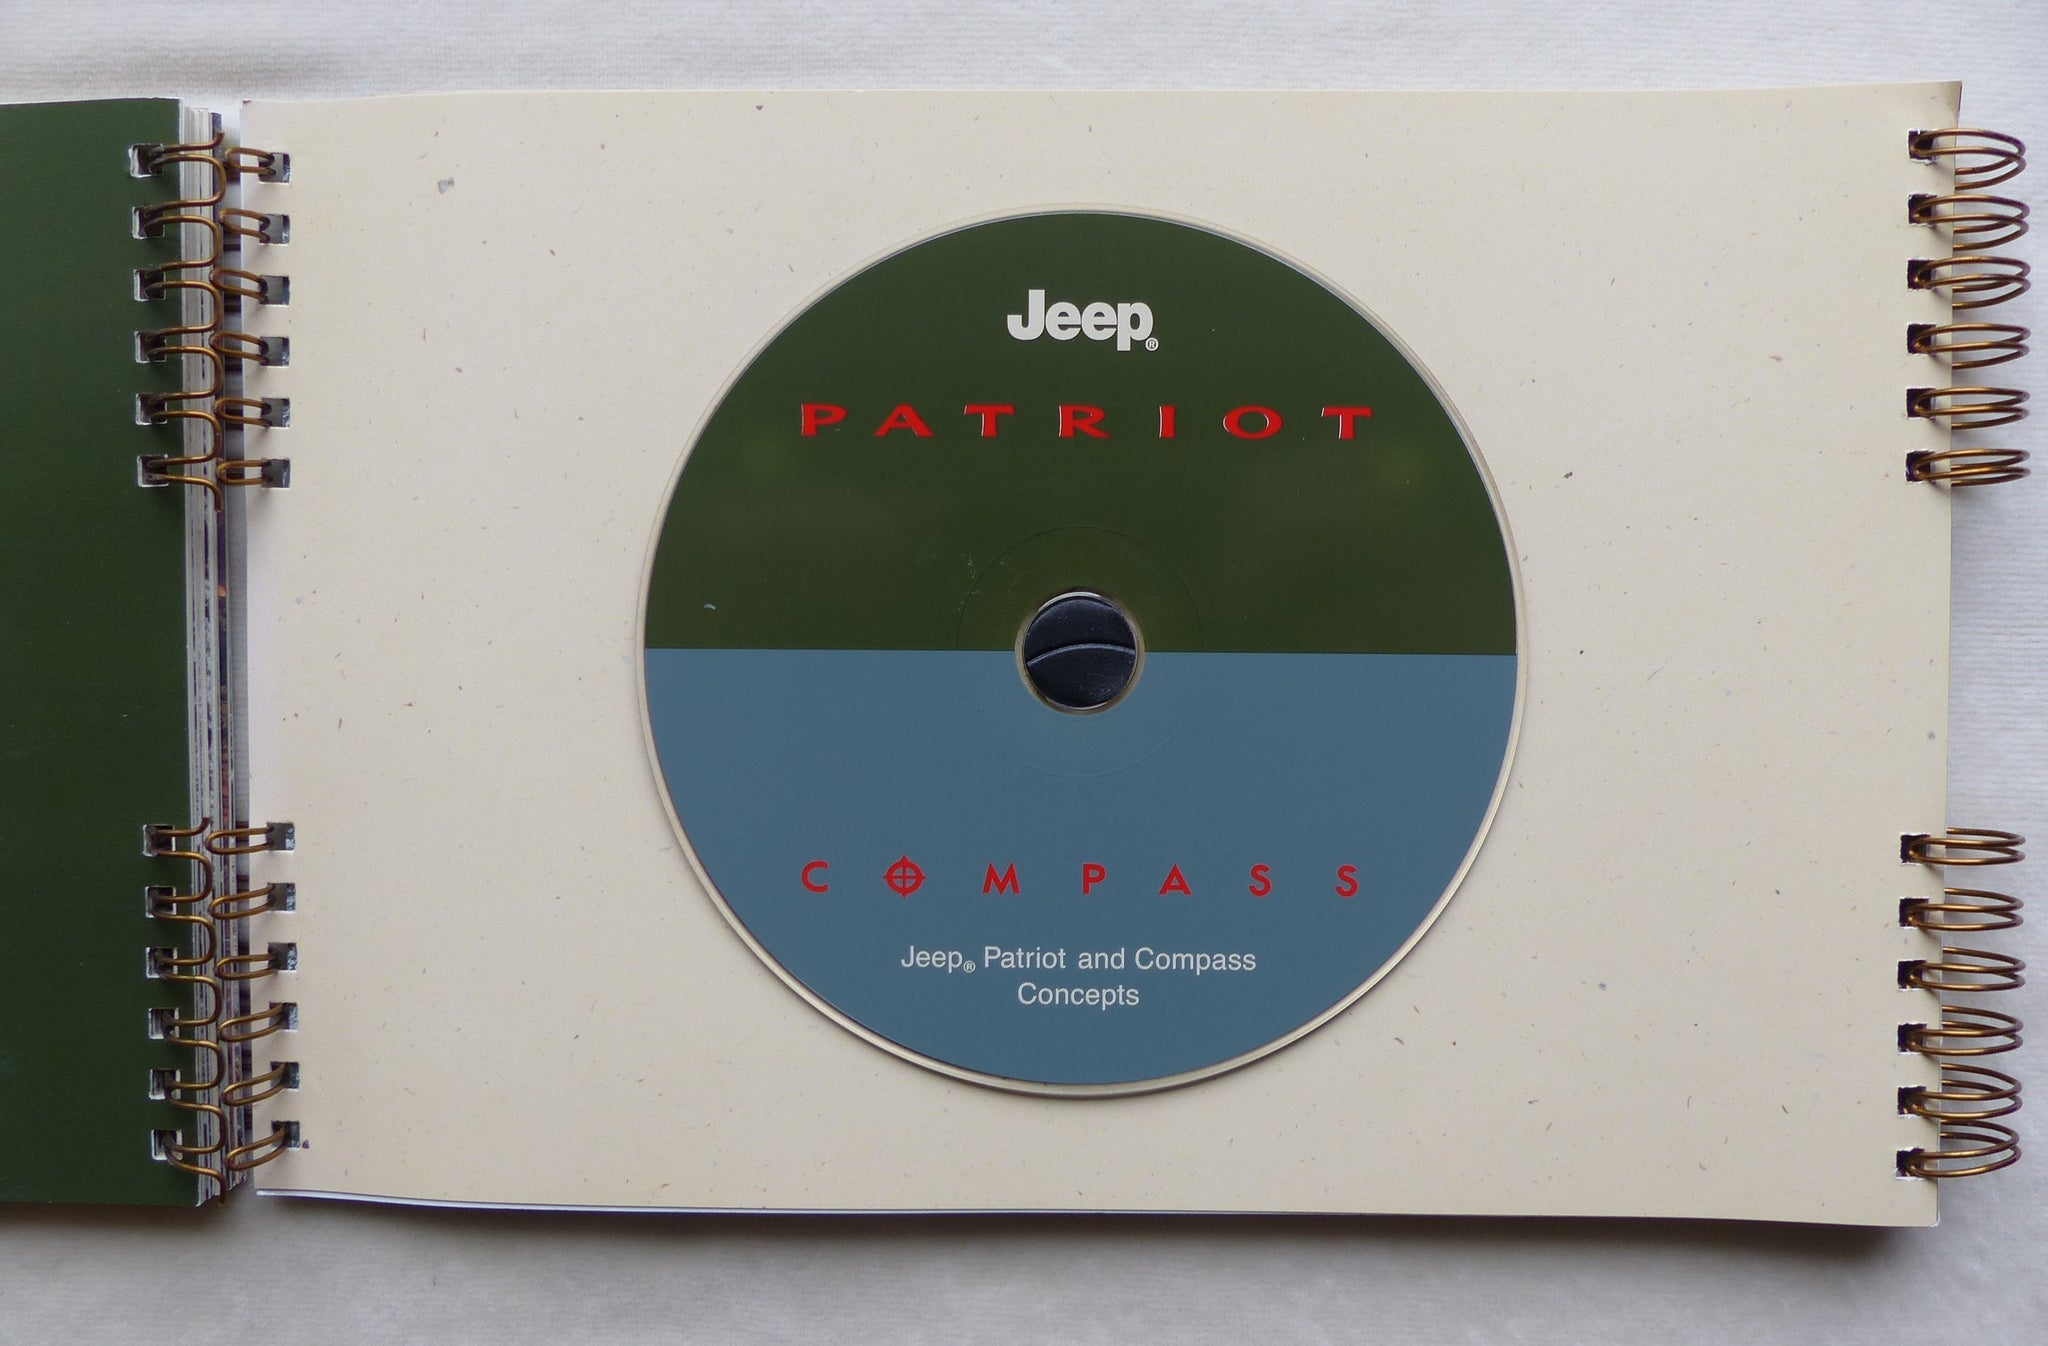 Jeep®
PATRIOT
COMPASS
Jeep® Patriot and Compass
Concepts